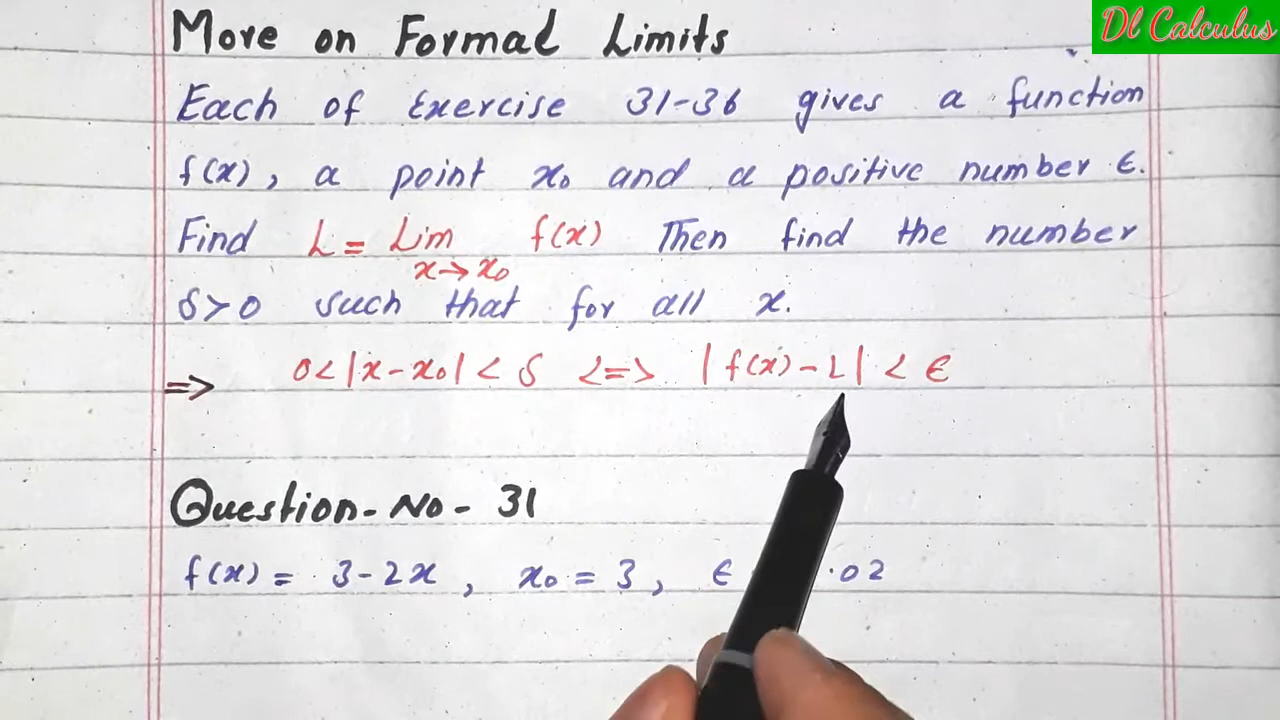 Dl Calculus
More on Formal Limits
Each of Exercise 31-36 gives a function
f(x), a point x₀ and a positive number ε.
Find L = Lim f(x) Then find the number
x→x₀
δ>0 such that for all x.
=> 0<|x-x₀|<δ <=> |f(x)-L|<ε
Question-No-31
f(x) = 3-2x, x₀ = 3, ε .02